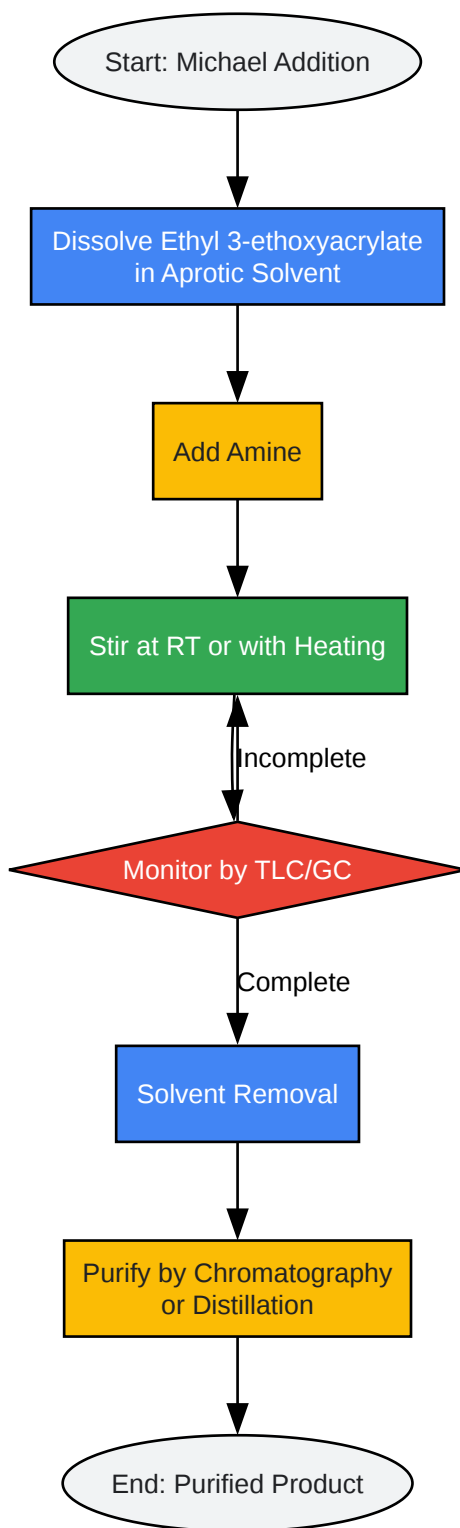 Start: Michael Addition
Dissolve Ethyl 3-ethoxyacrylate
in Aprotic Solvent
Add Amine
Stir at RT or with Heating
Incomplete
Monitor by TLC/GC
Complete
Solvent Removal
Purify by Chromatography
or Distillation
End: Purified Product